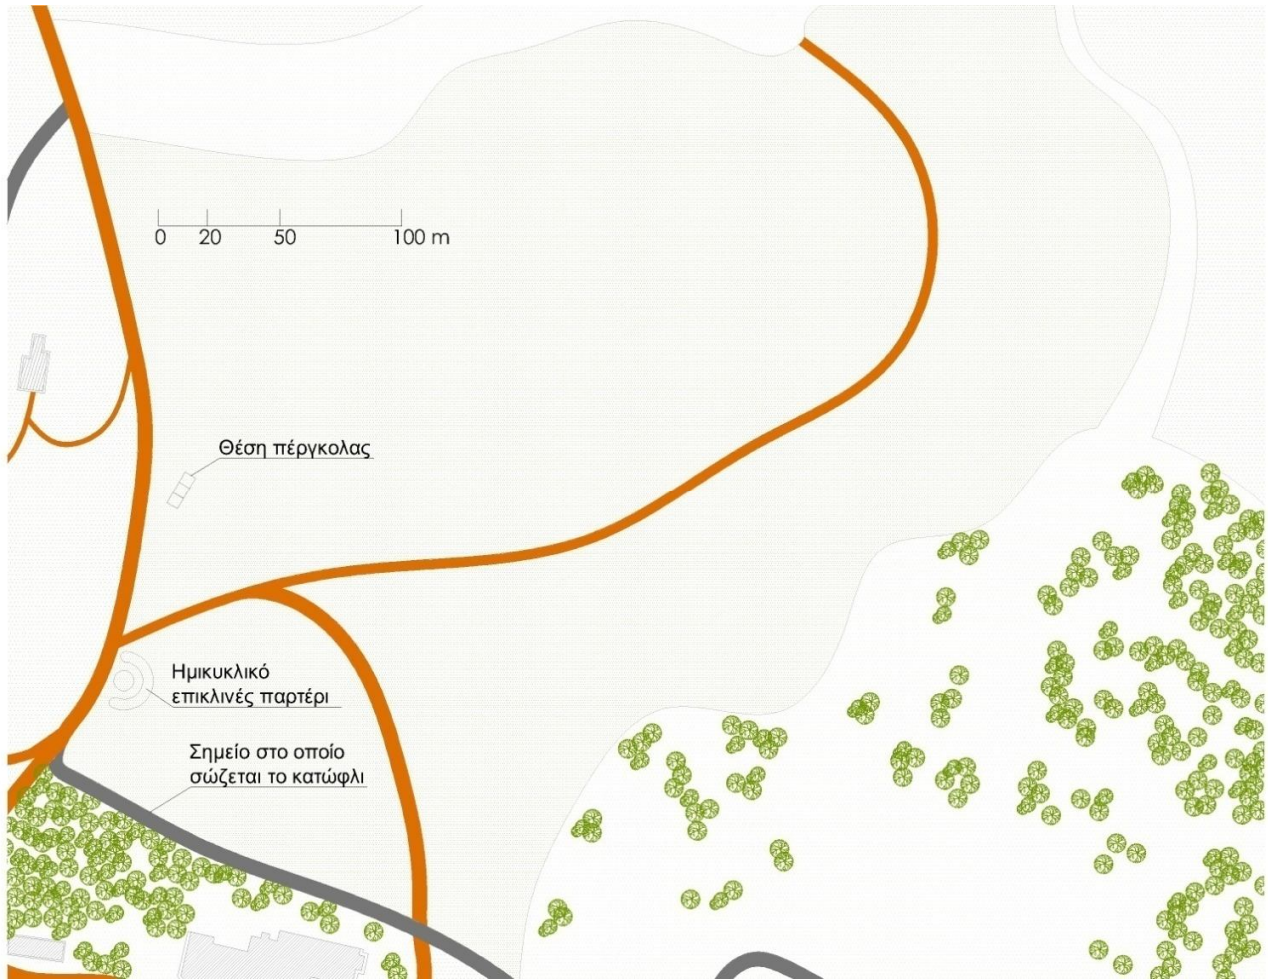 0 20 50 100 m
Θέση πέργκολας
Ημικυκλικό
επικλινές παρτέρι
Σημείο στο οποίο
σώζεται το κατώφλι